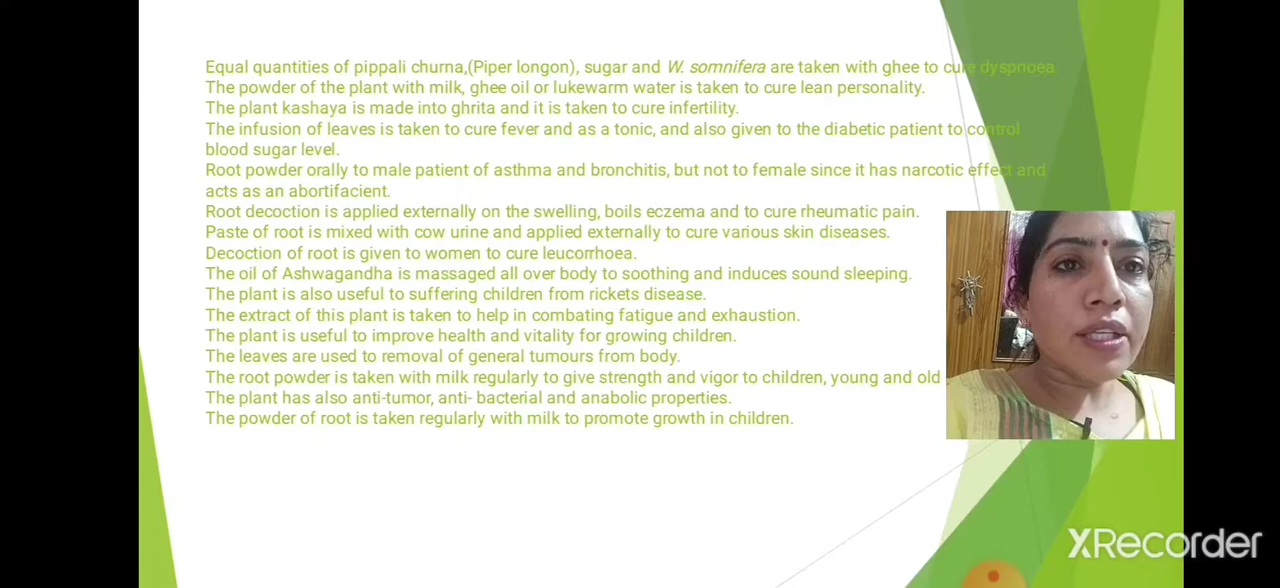 Equal quantities of pippali churna,(Piper longon), sugar and W. somnifera are taken with ghee to cure dyspnoea.
The powder of the plant with milk, ghee oil or lukewarm water is taken to cure lean personality.
The plant kashaya is made into ghrita and it is taken to cure infertility.
The infusion of leaves is taken to cure fever and as a tonic, and also given to the diabetic patient to control
blood sugar level.
Root powder orally to male patient of asthma and bronchitis, but not to female since it has narcotic effect and
acts as an abortifacient.
Root decoction is applied externally on the swelling, boils eczema and to cure rheumatic pain.
Paste of root is mixed with cow urine and applied externally to cure various skin diseases.
Decoction of root is given to women to cure leucorrhoea.
The oil of Ashwagandha is massaged all over body to soothing and induces sound sleeping.
The plant is also useful to suffering children from rickets disease.
The extract of this plant is taken to help in combating fatigue and exhaustion.
The plant is useful to improve health and vitality for growing children.
The leaves are used to removal of general tumours from body.
The root powder is taken with milk regularly to give strength and vigor to children, young and old
The plant has also anti-tumor, anti- bacterial and anabolic properties.
The powder of root is taken regularly with milk to promote growth in children.
XRecorder